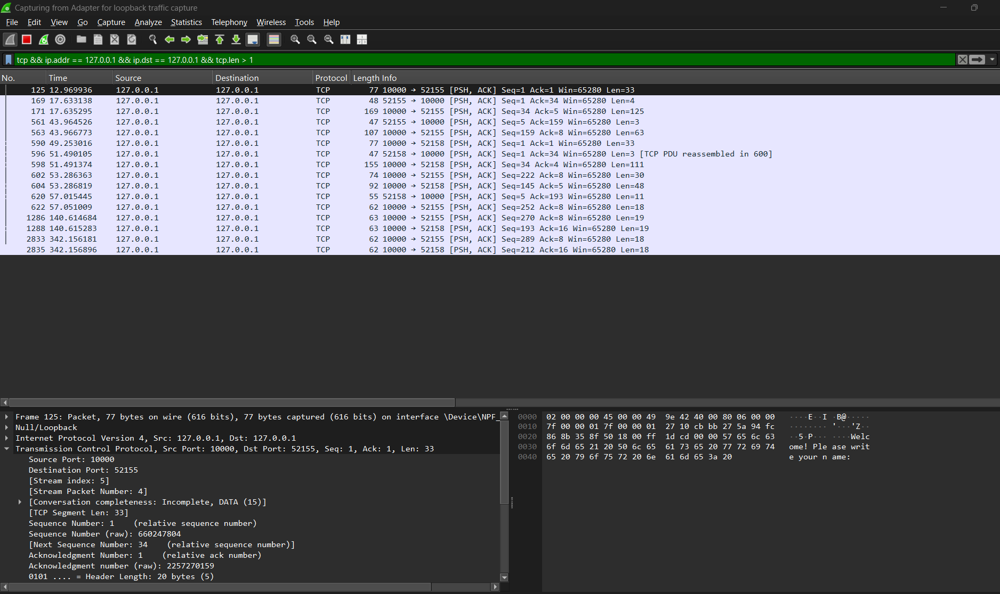 Capturing from Adapter for loopback traffic capture
File Edit View Go Capture Analyze Statistics Telephony Wireless Tools Help
tcp && ip.addr == 127.0.0.1 && ip.dst == 127.0.0.1 && tcp.len > 1
No. Time Source Destination Protocol Length Info
125 12.969936 127.0.0.1 127.0.0.1 TCP 77 10000 → 52155 [PSH, ACK] Seq=1 Ack=1 Win=65280 Len=33
169 17.633138 127.0.0.1 127.0.0.1 TCP 48 52155 → 10000 [PSH, ACK] Seq=1 Ack=34 Win=65280 Len=4
171 17.635295 127.0.0.1 127.0.0.1 TCP 169 10000 → 52155 [PSH, ACK] Seq=34 Ack=5 Win=65280 Len=125
561 43.964526 127.0.0.1 127.0.0.1 TCP 47 52155 → 10000 [PSH, ACK] Seq=5 Ack=159 Win=65280 Len=3
563 43.966773 127.0.0.1 127.0.0.1 TCP 107 10000 → 52155 [PSH, ACK] Seq=159 Ack=8 Win=65280 Len=63
590 49.253016 127.0.0.1 127.0.0.1 TCP 77 10000 → 52158 [PSH, ACK] Seq=1 Ack=1 Win=65280 Len=33
596 51.490105 127.0.0.1 127.0.0.1 TCP 47 52158 → 10000 [PSH, ACK] Seq=1 Ack=34 Win=65280 Len=3 [TCP PDU reassembled in 600]
598 51.491374 127.0.0.1 127.0.0.1 TCP 155 10000 → 52158 [PSH, ACK] Seq=34 Ack=4 Win=65280 Len=111
602 53.286363 127.0.0.1 127.0.0.1 TCP 74 10000 → 52155 [PSH, ACK] Seq=222 Ack=8 Win=65280 Len=30
604 53.286819 127.0.0.1 127.0.0.1 TCP 92 10000 → 52158 [PSH, ACK] Seq=145 Ack=5 Win=65280 Len=48
620 57.015445 127.0.0.1 127.0.0.1 TCP 55 52158 → 10000 [PSH, ACK] Seq=5 Ack=193 Win=65280 Len=11
622 57.051009 127.0.0.1 127.0.0.1 TCP 62 10000 → 52155 [PSH, ACK] Seq=252 Ack=8 Win=65280 Len=18
1286 140.614684 127.0.0.1 127.0.0.1 TCP 63 10000 → 52155 [PSH, ACK] Seq=270 Ack=8 Win=65280 Len=19
1288 140.615283 127.0.0.1 127.0.0.1 TCP 63 10000 → 52158 [PSH, ACK] Seq=193 Ack=16 Win=65280 Len=19
2833 342.156181 127.0.0.1 127.0.0.1 TCP 62 10000 → 52155 [PSH, ACK] Seq=289 Ack=8 Win=65280 Len=18
2835 342.156896 127.0.0.1 127.0.0.1 TCP 62 10000 → 52158 [PSH, ACK] Seq=212 Ack=16 Win=65280 Len=18
Frame 125: Packet, 77 bytes on wire (616 bits), 77 bytes captured (616 bits) on interface \Device\NPF_
Null/Loopback
Internet Protocol Version 4, Src: 127.0.0.1, Dst: 127.0.0.1
Transmission Control Protocol, Src Port: 10000, Dst Port: 52155, Seq: 1, Ack: 1, Len: 33
Source Port: 10000
Destination Port: 52155
[Stream index: 5]
[Stream Packet Number: 4]
[Conversation completeness: Incomplete, DATA (15)]
[TCP Segment Len: 33]
Sequence Number: 1    (relative sequence number)
Sequence Number (raw): 660247804
[Next Sequence Number: 34    (relative sequence number)]
Acknowledgment Number: 1    (relative ack number)
Acknowledgment number (raw): 2257270159
0101 .... = Header Length: 20 bytes (5)
0000 02 00 00 00 45 00 00 49 9e 42 40 00 80 06 00 00 ····E··I ·B@·····
0010 7f 00 00 01 7f 00 00 01 27 10 cb bb 27 5a 94 fc ········ '···'Z··
0020 86 8b 35 8f 50 18 00 ff 1d cd 00 00 57 65 6c 63 ··5·P··· ····Welc
0030 6f 6d 65 21 20 50 6c 65 61 73 65 20 77 72 69 74 ome! Ple ase writ
0040 65 20 79 6f 75 72 20 6e 61 6d 65 3a 20 e your n ame: